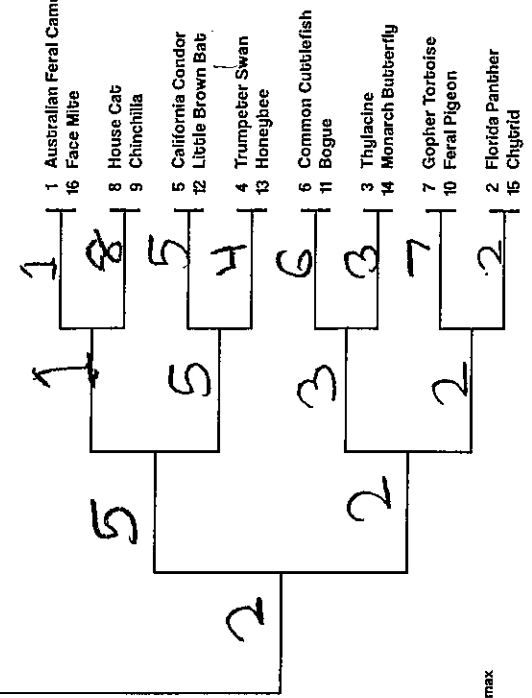 1 Australian Feral Cam
16 Face Mite
8 House Cat
9 Chinchilla
5 California Condor
12 Little Brown Bat
4 Trumpeter Swan
13 Honeybee
6 Common Cuttlefish
11 Bogue
3 Thylacine
14 Monarch Butterfly
7 Gopher Tortoise
10 Feral Pigeon
2 Florida Panther
15 Chytrid
1
8
5
4
6
3
7
2
1
5
3
2
5
2
2
max